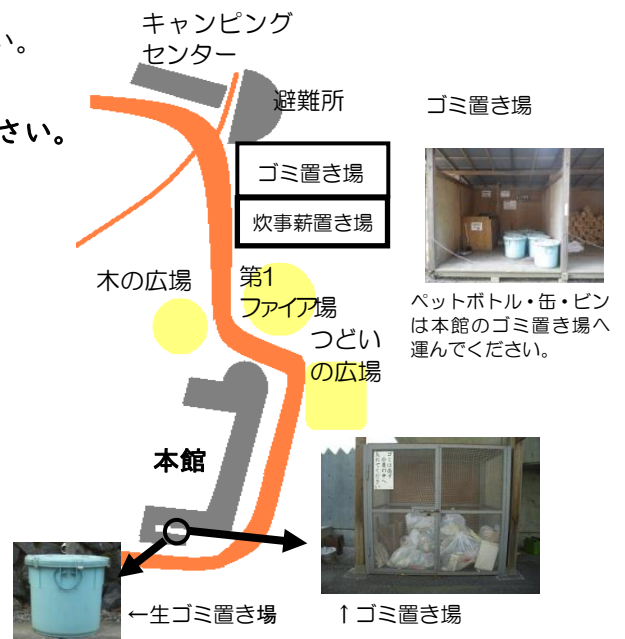 い。
さい。
キャンピング
センター
避難所
ゴミ置き場
ゴミ置き場
炊事薪置き場
木の広場
第1
ファイア場
つどい
の広場
ペットボトル・缶・ビン
は本館のゴミ置き場へ
運んでください。
本館
←生ゴミ置き場
↑ゴミ置き場